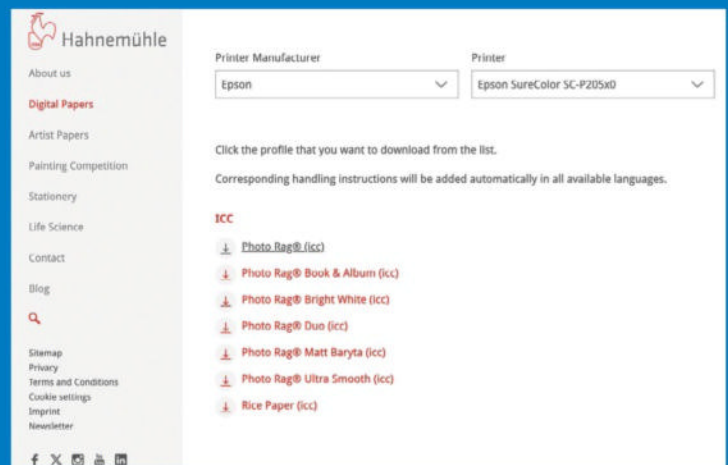 Hahnemühle
About us
Digital Papers
Artist Papers
Painting Competition
Stationery
Life Science
Contact
Blog
Sitemap
Privacy
Terms and Conditions
Cookie settings
Imprint
Newsletter
Printer Manufacturer
Epson
Printer
Epson SureColor SC-P205x0
Click the profile that you want to download from the list.
Corresponding handling instructions will be added automatically in all available languages.
ICC
Photo Rag® (icc)
Photo Rag® Book & Album (icc)
Photo Rag® Bright White (icc)
Photo Rag® Duo (icc)
Photo Rag® Matt Baryta (icc)
Photo Rag® Ultra Smooth (icc)
Rice Paper (icc)